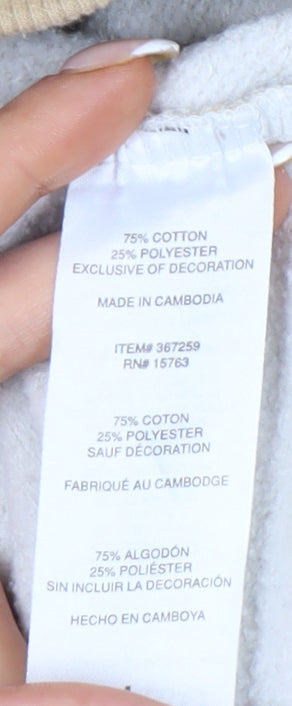 75% COTTON
25% POLYESTER
EXCLUSIVE OF DECORATION
MADE IN CAMBODIA
ITEM# 367259
RN# 15763
75% COTON
25% POLYESTER
SAUF DÉCORATION
FABRIQUÉ AU CAMBODGE
75% ALGODÓN
25% POLIÉSTER
SIN INCLUIR LA DECORACIÓN
HECHO EN CAMBOYA